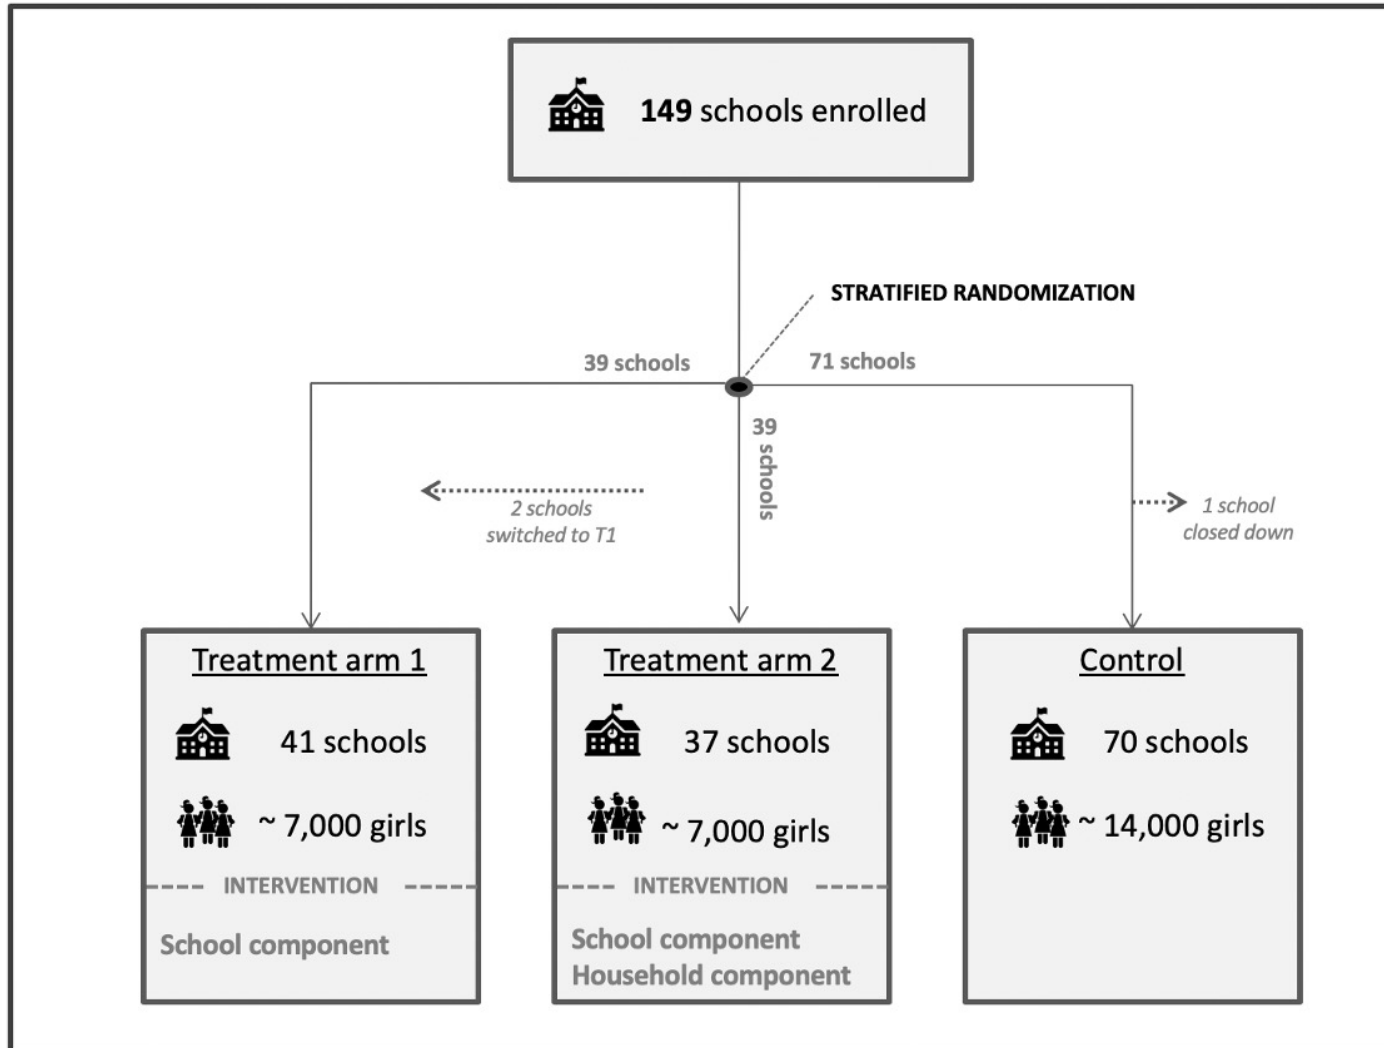 149 schools enrolled
STRATIFIED RANDOMIZATION
39 schools
71 schools
39
schools
2 schools
switched to T1
1 school
closed down
Treatment arm 1
41 schools
~ 7,000 girls
INTERVENTION
School component
Treatment arm 2
37 schools
~ 7,000 girls
INTERVENTION
School component
Household component
Control
70 schools
~ 14,000 girls